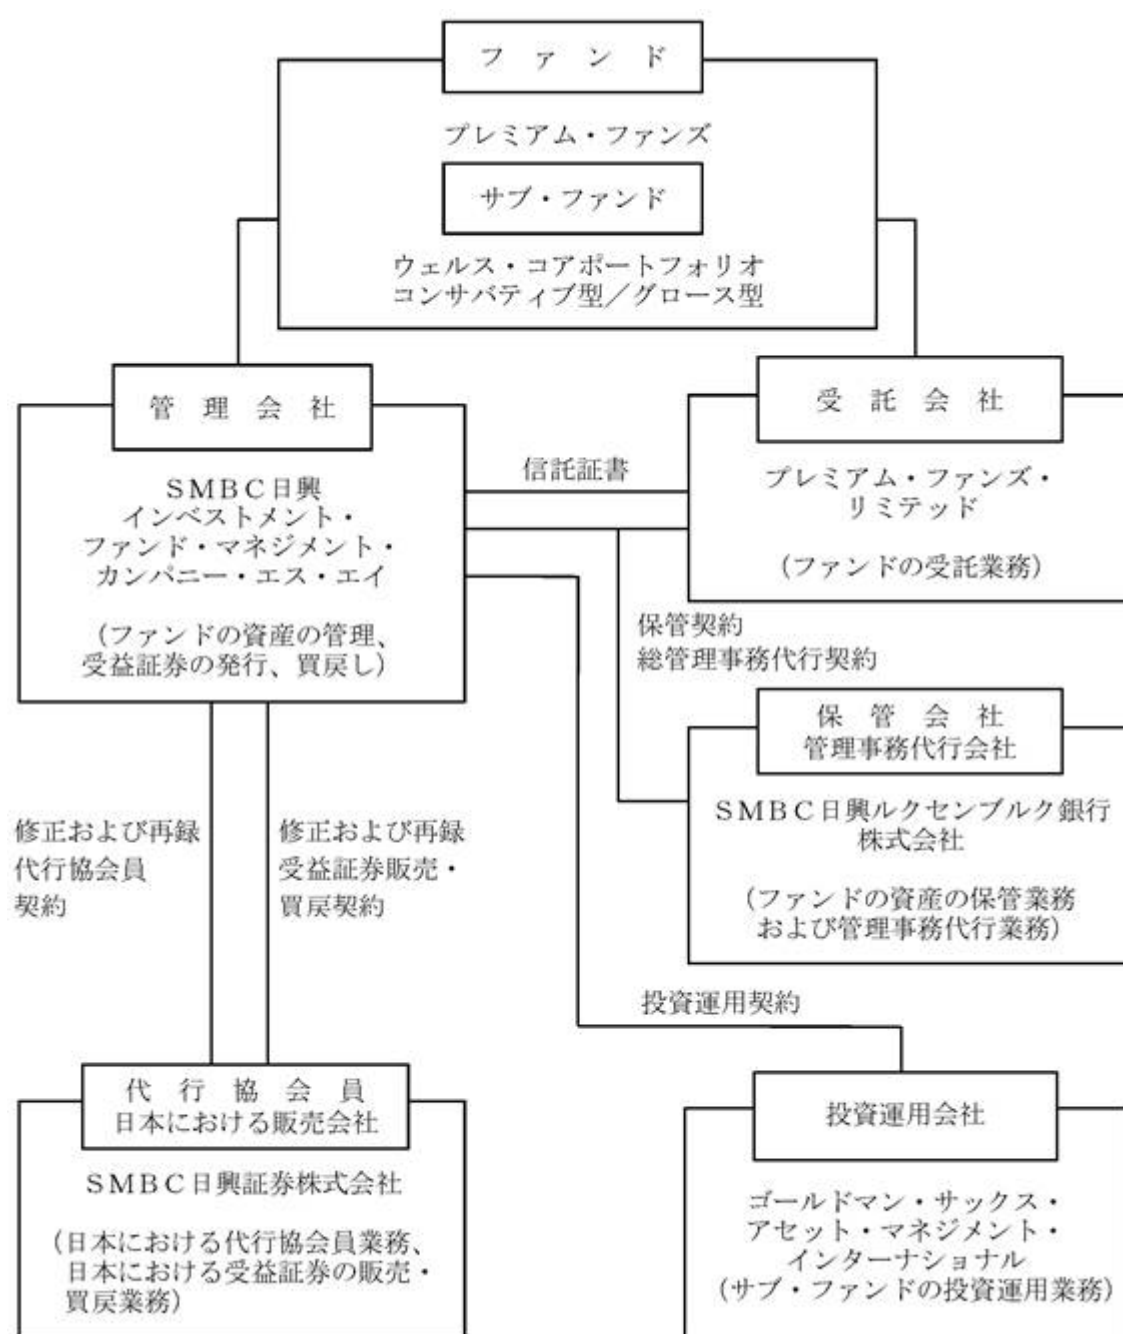 ファンド
プレミアム・ファンズ
サブ・ファンド
ウェルス・コアポートフォリオ
コンサバティブ型／グロース型
管理会社
SMBC日興
インベストメント・
ファンド・マネジメント・
カンパニー・エス・エイ
（ファンドの資産の管理、
受益証券の発行、買戻し）
信託証書
受託会社
プレミアム・ファンズ・
リミテッド
（ファンドの受託業務）
保管契約
総管理事務代行契約
保管会社
管理事務代行会社
SMBC日興ルクセンブルク銀行
株式会社
（ファンドの資産の保管業務
および管理事務代行業務）
修正および再録
代行協会員
契約
修正および再録
受益証券販売・
買戻契約
投資運用契約
代行協会員
日本における販売会社
SMBC日興証券株式会社
（日本における代行協会員業務、
日本における受益証券の販売・
買戻業務）
投資運用会社
ゴールドマン・サックス・
アセット・マネジメント・
インターナショナル
（サブ・ファンドの投資運用業務）